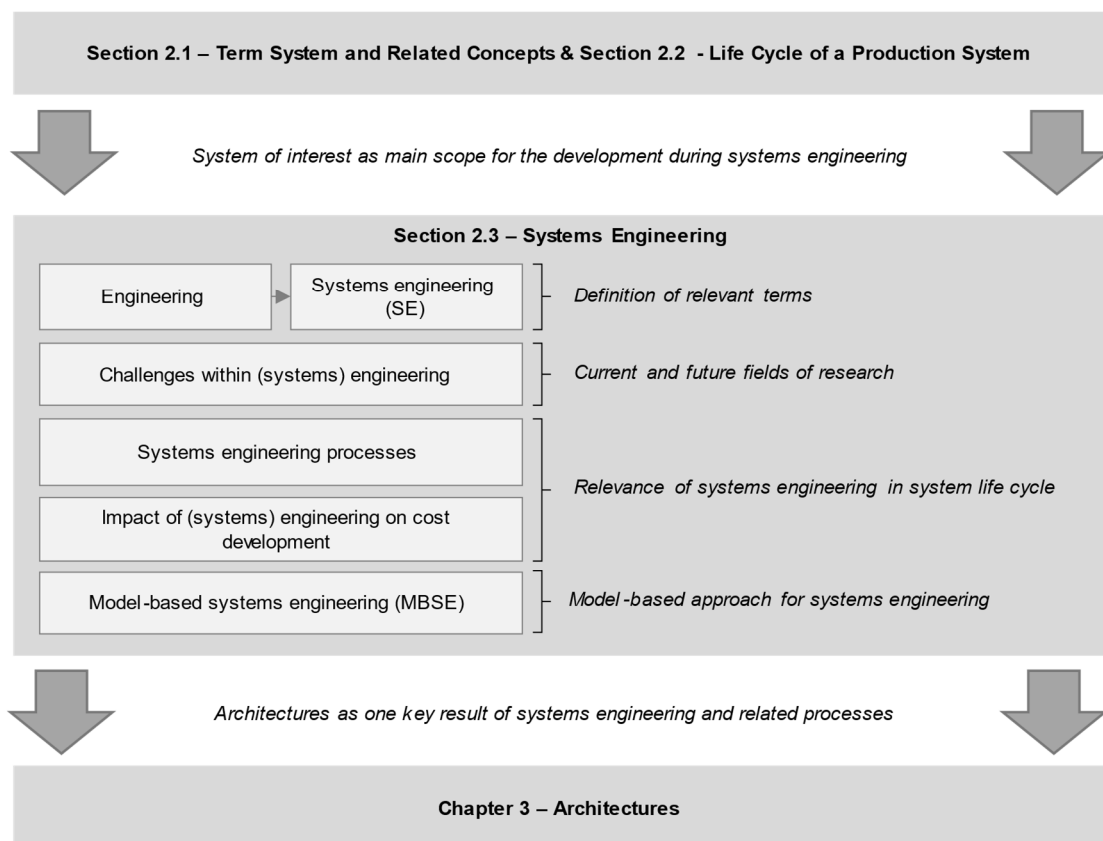 Section 2.1 – Term System and Related Concepts & Section 2.2 - Life Cycle of a Production System
System of interest as main scope for the development during systems engineering
Section 2.3 – Systems Engineering
Engineering
Systems engineering
(SE)
Definition of relevant terms
Challenges within (systems) engineering
Current and future fields of research
Systems engineering processes
Relevance of systems engineering in system life cycle
Impact of (systems) engineering on cost
development
Model-based systems engineering (MBSE)
Model-based approach for systems engineering
Architectures as one key result of systems engineering and related processes
Chapter 3 – Architectures